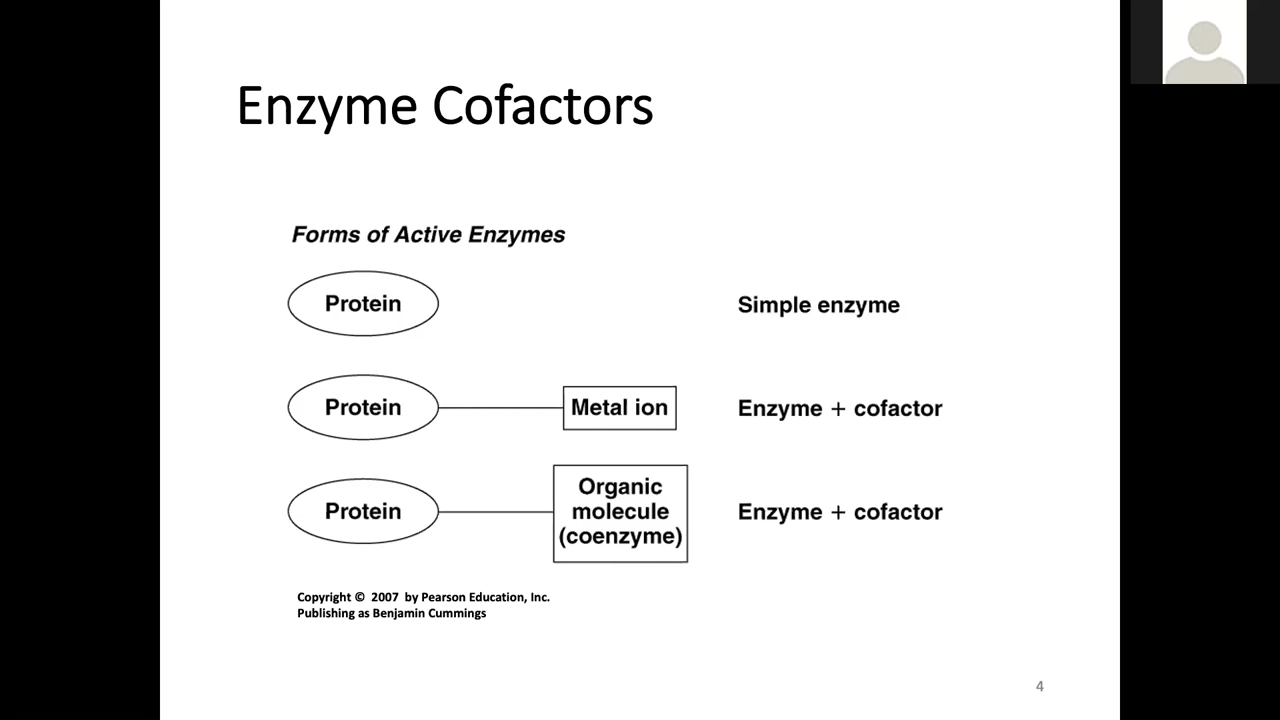 Enzyme Cofactors
Forms of Active Enzymes
Protein
Simple enzyme
Protein
Metal ion
Enzyme + cofactor
Protein
Organic
molecule
(coenzyme)
Enzyme + cofactor
Copyright © 2007 by Pearson Education, Inc.
Publishing as Benjamin Cummings
4